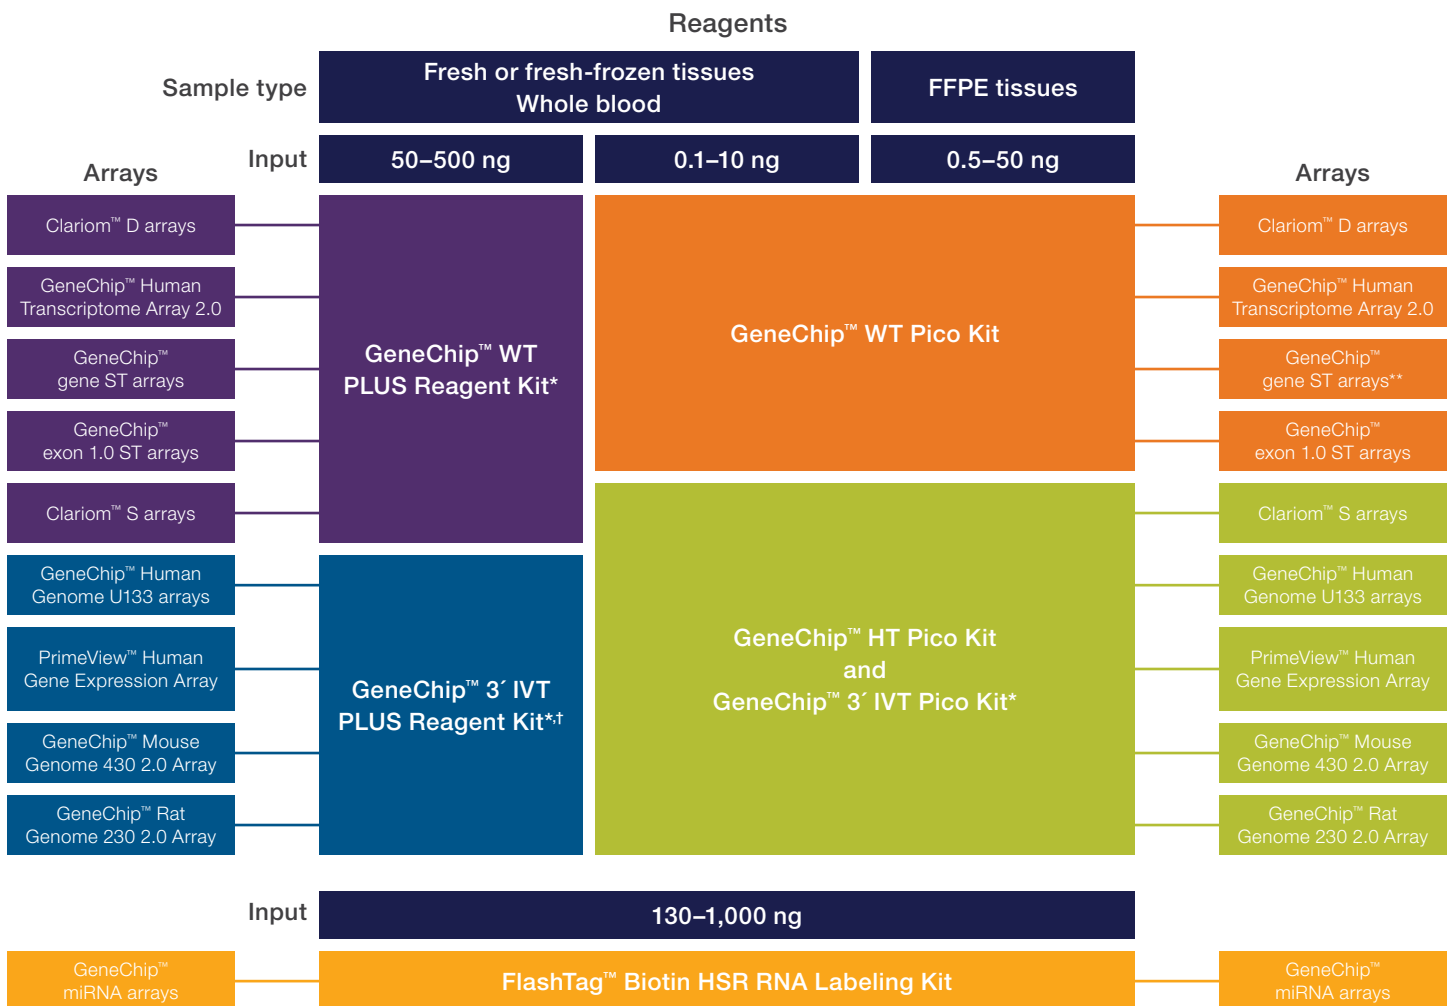 Reagents
Sample type
Fresh or fresh-frozen tissues
Whole blood
FFPE tissues
Input
50–500 ng
0.1–10 ng
0.5–50 ng
Arrays
Clariom™ D arrays
GeneChip™ Human
Transcriptome Array 2.0
GeneChip™
gene ST arrays
GeneChip™
exon 1.0 ST arrays
Clariom™ S arrays
GeneChip™ Human
Genome U133 arrays
PrimeView™ Human
Gene Expression Array
GeneChip™ Mouse
Genome 430 2.0 Array
GeneChip™ Rat
Genome 230 2.0 Array
GeneChip™ WT
PLUS Reagent Kit*
GeneChip™ 3´ IVT
PLUS Reagent Kit*,†
GeneChip™ WT Pico Kit
GeneChip™ HT Pico Kit
and
GeneChip™ 3´ IVT Pico Kit*
Arrays
Clariom™ D arrays
GeneChip™ Human
Transcriptome Array 2.0
GeneChip™
gene ST arrays**
GeneChip™
exon 1.0 ST arrays
Clariom™ S arrays
GeneChip™ Human
Genome U133 arrays
PrimeView™ Human
Gene Expression Array
GeneChip™ Mouse
Genome 430 2.0 Array
GeneChip™ Rat
Genome 230 2.0 Array
Input
130–1,000 ng
GeneChip™
miRNA arrays
FlashTag™ Biotin HSR RNA Labeling Kit
GeneChip™
miRNA arrays